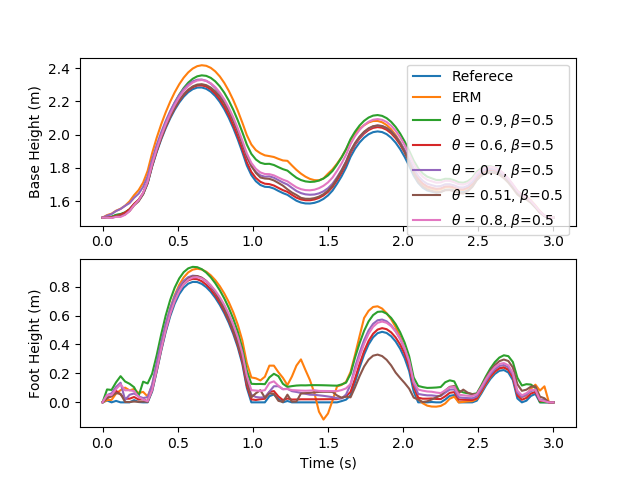 Base Height (m)
2.4
2.2
2.0
1.8
1.6
Referece
ERM
θ = 0.9, β=0.5
θ = 0.6, β=0.5
β=0.5
θ = 0.51, β=0.5
θ = 0.8, β=0.5
0.0 0.5 1.0 1.5 2.0 2.5 3.0
Foot Height (m)
0.8
0.6
0.4
0.2
0.0
0.0 0.5 1.0 1.5 2.0 2.5 3.0
Time (s)